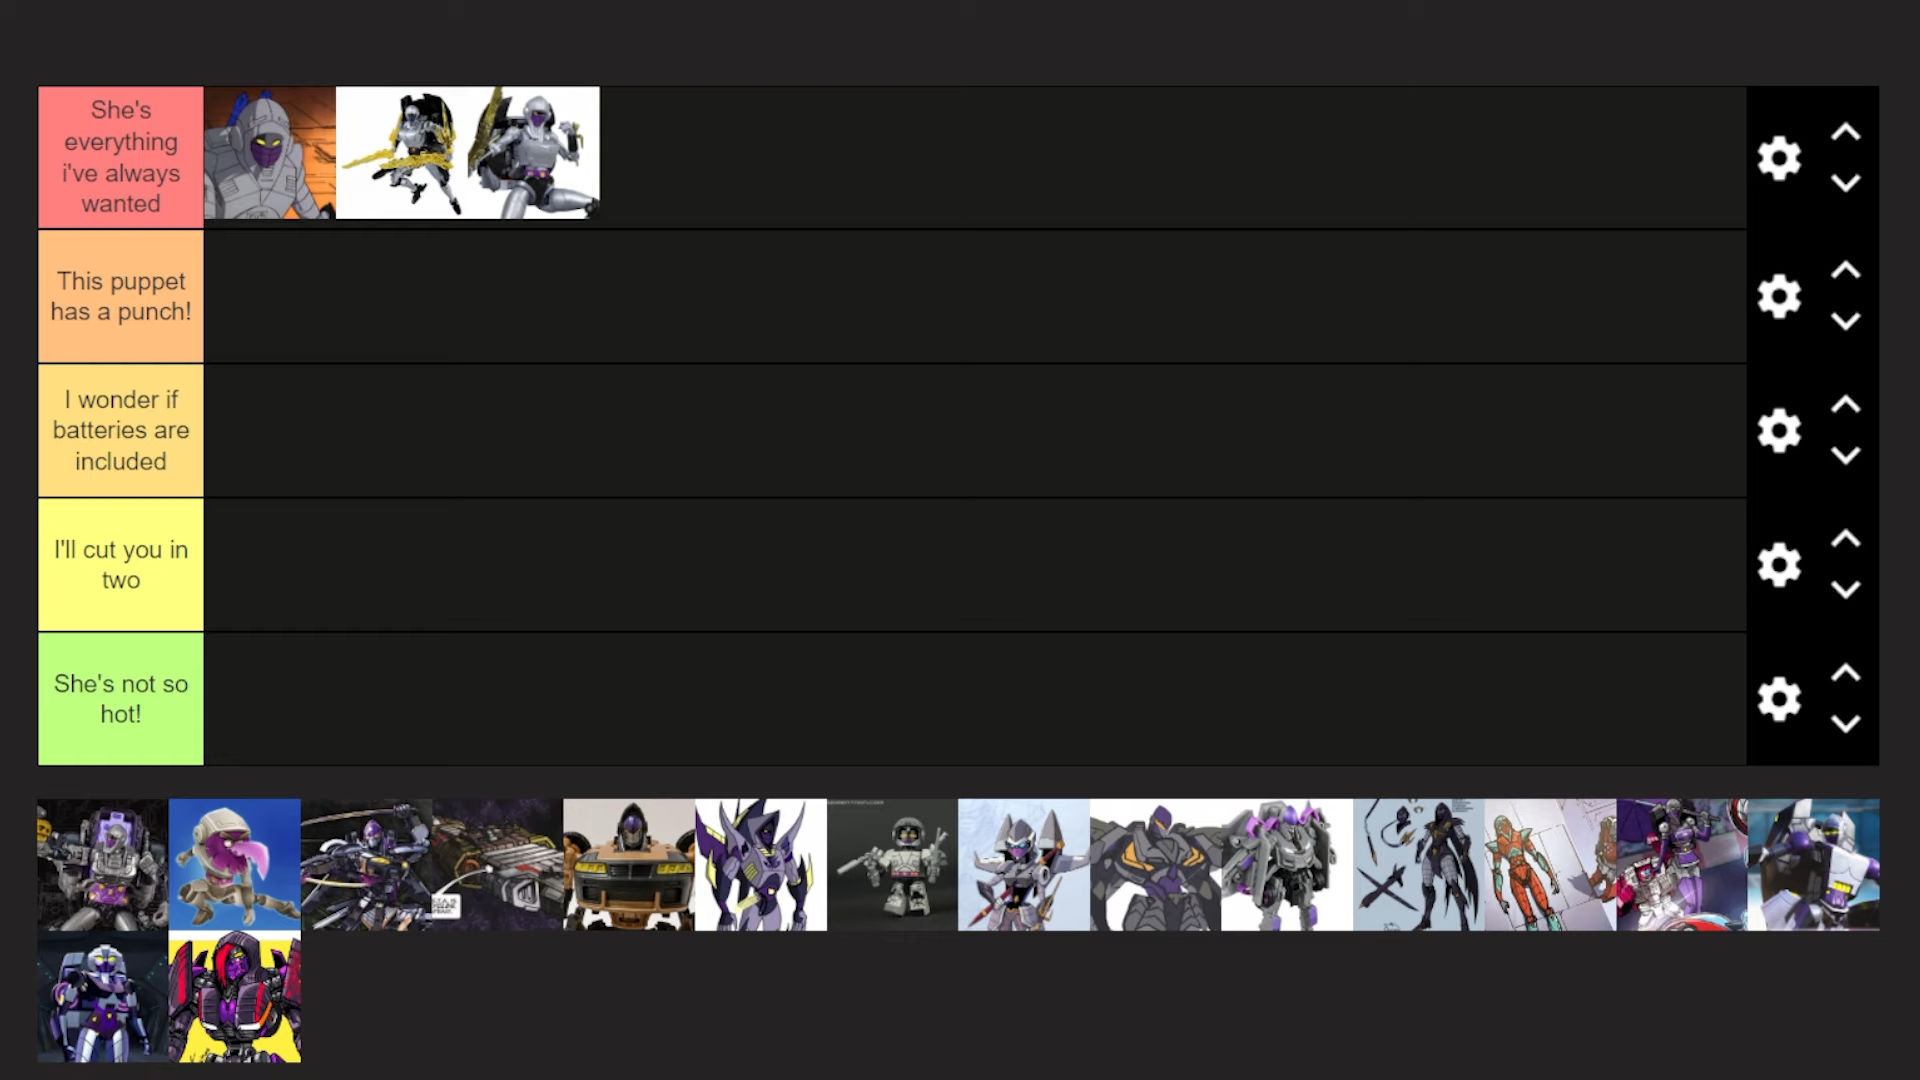 She's
everything
i've always
wanted
This puppet
has a punch!
I wonder if
batteries are
included
I'll cut you in
two
She's not so
hot!